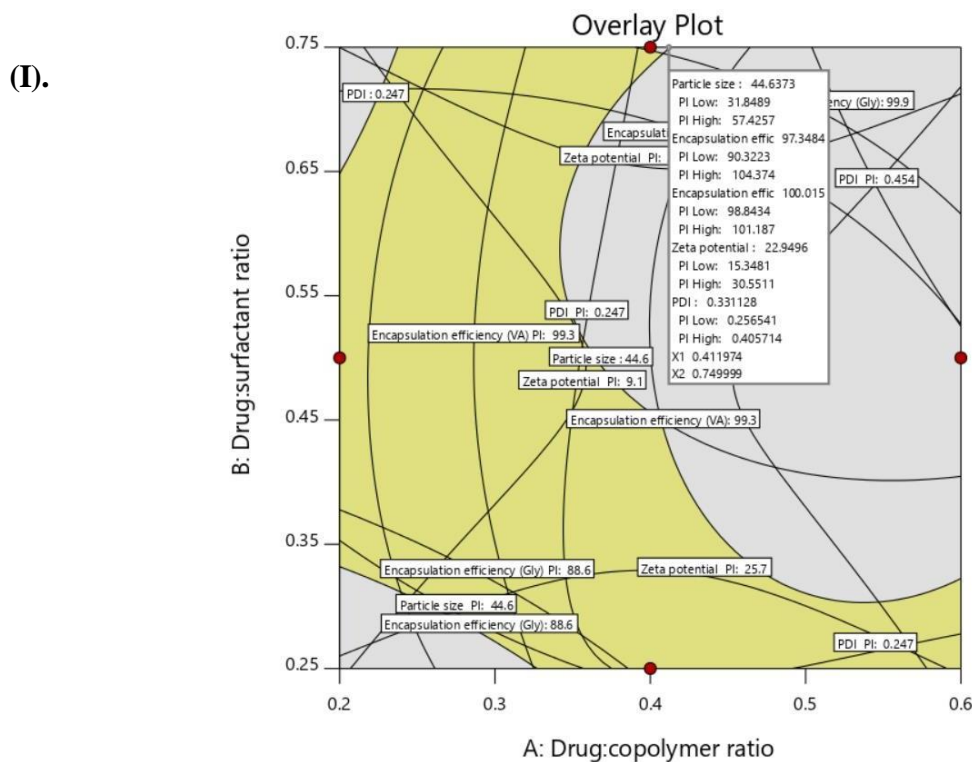 (I).
Overlay Plot
0.75
0.65
0.55
0.45
0.35
0.25
B: Drug:surfactant ratio
PDI : 0.247
Particle size : 44.6373
PI Low: 31.8489
PI High: 57.4257
Encapsulation effic 97.3484
PI Low: 90.3223
PI High: 104.374
Encapsulation effic 100.015
PI Low: 98.8434
PI High: 101.187
Zeta potential : 22.9496
PI Low: 15.3481
PI High: 30.5511
PDI : 0.331128
PI Low: 0.256541
PI High: 0.405714
X1 0.411974
X2 0.749999
(Gly): 99.9
Zeta potential PI:
PDI PI: 0.454
PDI PI: 0.247
Encapsulation efficiency (VA) PI: 99.3
Particle size : 44.6
Zeta potential PI: 9.1
Encapsulation efficiency (VA): 99.3
Encapsulation efficiency (Gly) PI: 88.6
Zeta potential PI: 25.7
Particle size PI: 44.6
Encapsulation efficiency (Gly): 88.6
PDI PI: 0.247
0.2 0.3 0.4 0.5 0.6
A: Drug:copolymer ratio